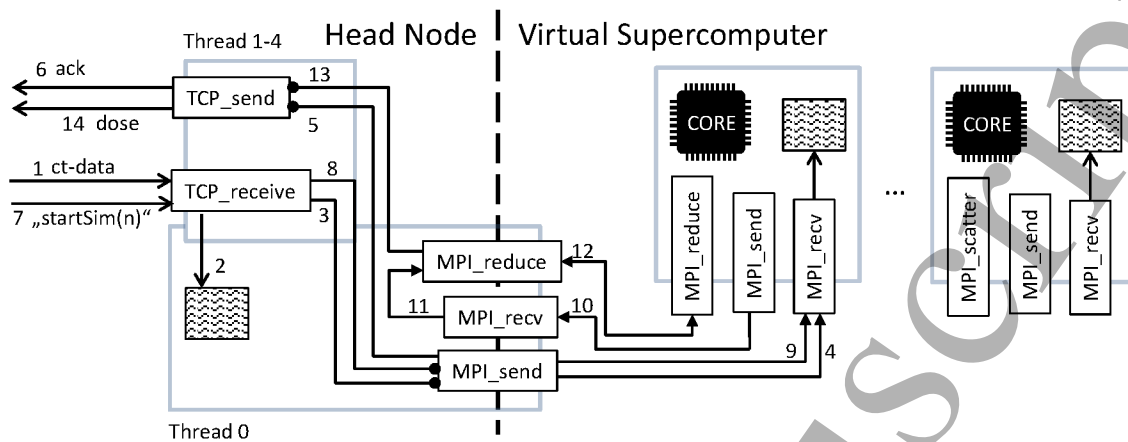 Head Node
Virtual Supercomputer
Thread 1-4
6 ack
13
TCP_send
14 dose
5
CORE
CORE
1 ct-data
8
TCP_receive
7 „startSim(n)“
3
...
MPI_reduce
MPI_send
MPI_recv
MPI_scatter
MPI_send
MPI_recv
2
MPI_reduce
12
11
MPI_recv
10
MPI_send
9
4
Thread 0